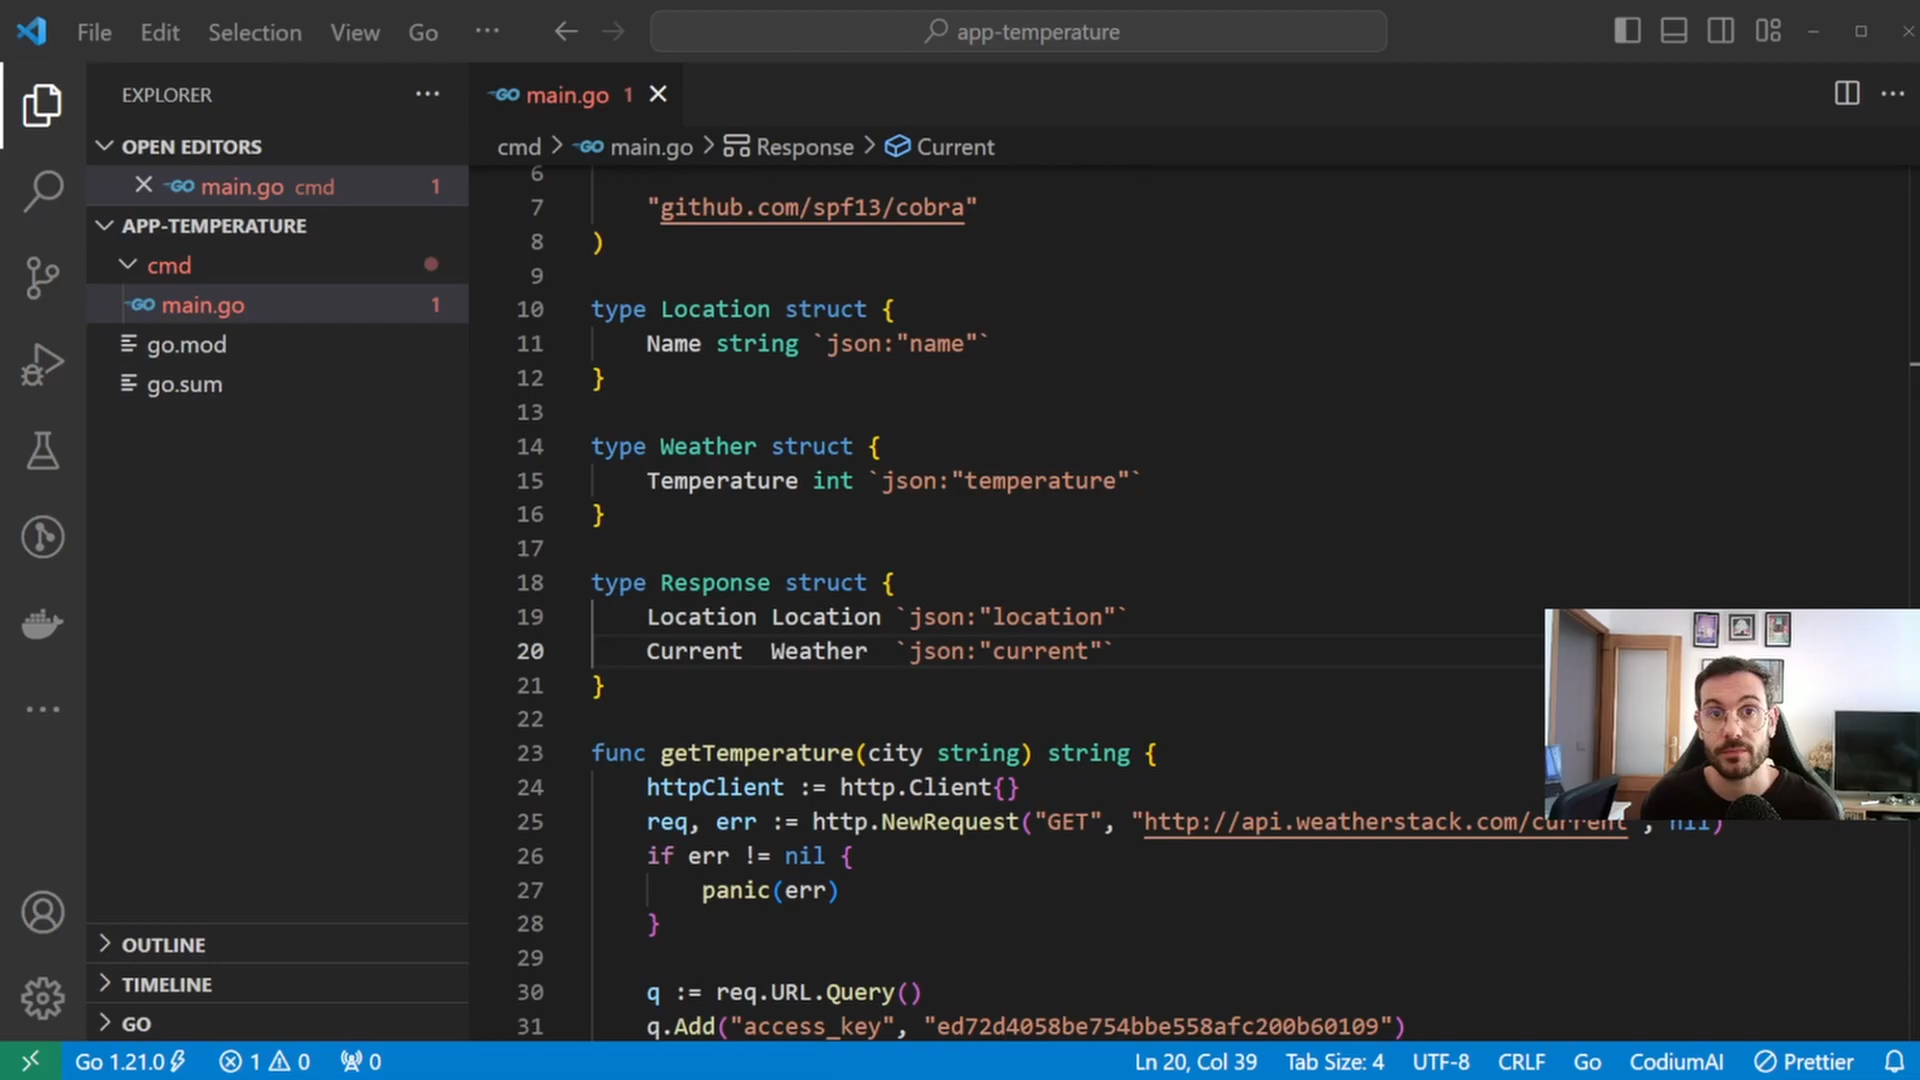 File Edit Selection View Go ··· app-temperature
EXPLORER ···
OPEN EDITORS
main.go cmd 1
APP-TEMPERATURE
cmd
main.go 1
go.mod
go.sum
OUTLINE
TIMELINE
GO
main.go 1
cmd > main.go > Response > Current
6
7 "github.com/spf13/cobra"
8 )
9
10 type Location struct {
11 Name string `json:"name"`
12 }
13
14 type Weather struct {
15 Temperature int `json:"temperature"`
16 }
17
18 type Response struct {
19 Location Location `json:"location"`
20 Current Weather `json:"current"`
21 }
22
23 func getTemperature(city string) string {
24 httpClient := http.Client{}
25 req, err := http.NewRequest("GET", "http://api.weatherstack.com/current", nil)
26 if err != nil {
27 panic(err)
28 }
29
30 q := req.URL.Query()
31 q.Add("access_key", "ed72d4058be754bbe558afc200b60109")
Go 1.21.0 1 0 0 Ln 20, Col 39 Tab Size: 4 UTF-8 CRLF Go CodiumAI Prettier